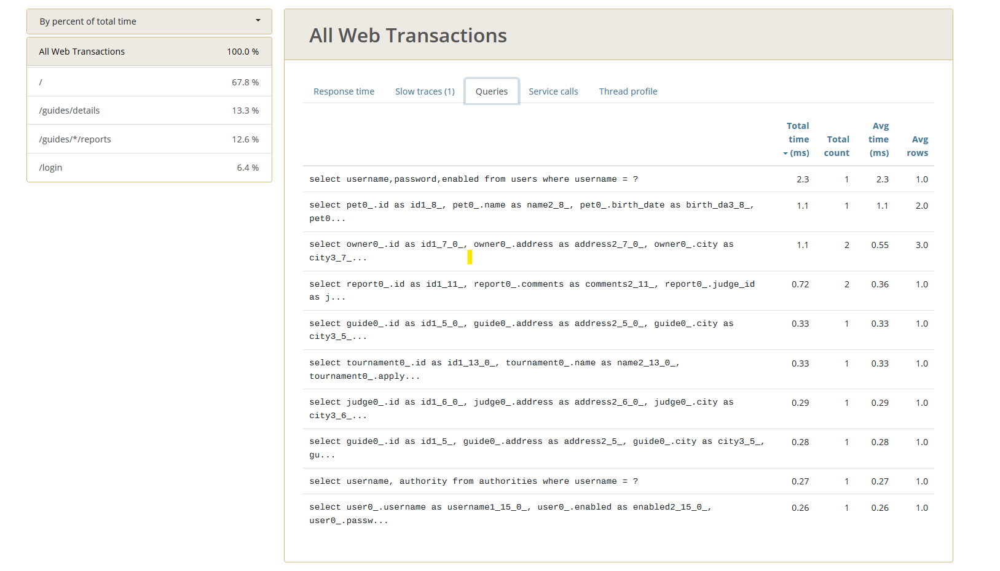 By percent of total time
All Web Transactions 100.0 %
/ 67.8 %
/guides/details 13.3 %
/guides/*/reports 12.6 %
/login 6.4 %
All Web Transactions
Response time Slow traces (1) Queries Service calls Thread profile
Total time (ms) Total count Avg time (ms) Avg rows
select username,password,enabled from users where username = ? 2.3 1 2.3 1.0
select pet0_.id as id1_8_, pet0_.name as name2_8_, pet0_.birth_date as birth_da3_8_, 1.1 1 1.1 2.0
pet0...
select owner0_.id as id1_7_0_, owner0_.address as address2_7_0_, owner0_.city as 1.1 2 0.55 3.0
city3_7_...
select report0_.id as id1_11_, report0_.comments as comments2_11_, report0_.judge_id 0.72 2 0.36 1.0
as j...
select guide0_.id as id1_5_0_, guide0_.address as address2_5_0_, guide0_.city as 0.33 1 0.33 1.0
city3_5_...
select tournament0_.id as id1_13_0_, tournament0_.name as name2_13_0_, 0.33 1 0.33 1.0
tournament0_.apply...
select judge0_.id as id1_6_0_, judge0_.address as address2_6_0_, judge0_.city as 0.29 1 0.29 1.0
city3_6_...
select guide0_.id as id1_5_, guide0_.address as address2_5_, guide0_.city as city3_5_, 0.28 1 0.28 1.0
gu...
select username, authority from authorities where username = ? 0.27 1 0.27 1.0
select user0_.username as username1_15_0_, user0_.enabled as enabled2_15_0_, 0.26 1 0.26 1.0
user0_.passw...